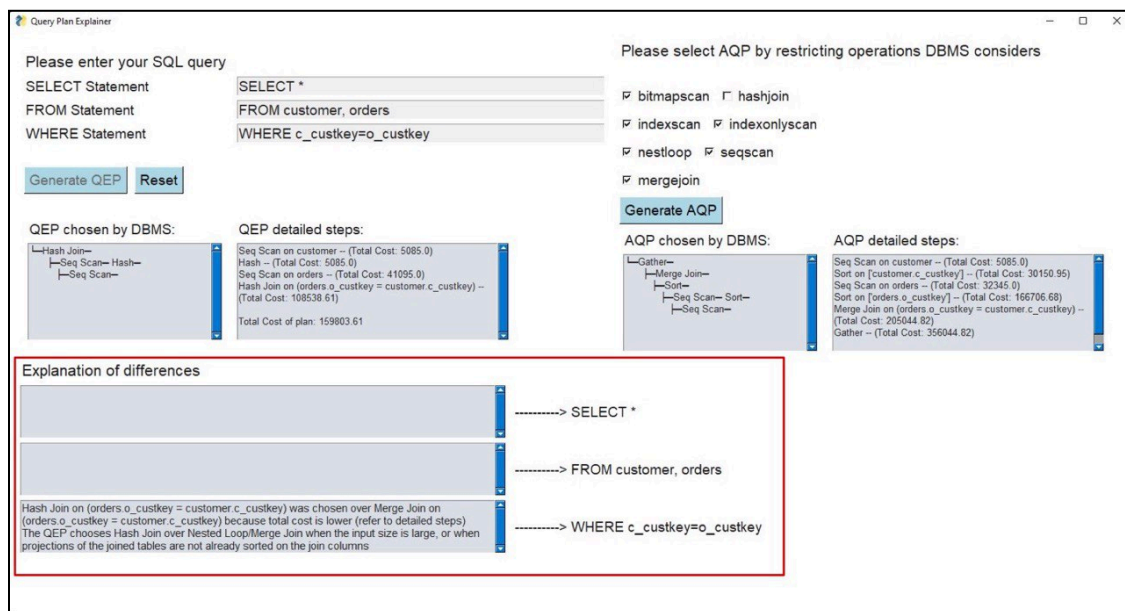 Query Plan Explainer
Please enter your SQL query
SELECT Statement
SELECT *
FROM Statement
FROM customer, orders
WHERE Statement
WHERE c_custkey=o_custkey
Generate QEP
Reset
QEP chosen by DBMS:
└─Hash Join─
├─Seq Scan─ Hash─
├─Seq Scan─
QEP detailed steps:
Seq Scan on customer -- (Total Cost: 5085.0)
Hash -- (Total Cost: 5085.0)
Seq Scan on orders -- (Total Cost: 41095.0)
Hash Join on (orders.o_custkey = customer.c_custkey) --
(Total Cost: 108538.61)
Total Cost of plan: 159803.61
Please select AQP by restricting operations DBMS considers
bitmapscan hashjoin
indexscan indexonlyscan
nestloop seqscan
mergejoin
Generate AQP
AQP chosen by DBMS:
└─Gather─
├─Merge Join─
├─Sort─
├─Seq Scan─ Sort─
├─Seq Scan─
AQP detailed steps:
Seq Scan on customer -- (Total Cost: 5085.0)
Sort on ['customer.c_custkey'] -- (Total Cost: 30150.95)
Seq Scan on orders -- (Total Cost: 32345.0)
Sort on ['orders.o_custkey'] -- (Total Cost: 166706.68)
Merge Join on (orders.o_custkey = customer.c_custkey) --
(Total Cost: 205044.82)
Gather -- (Total Cost: 356044.82)
Explanation of differences
----------> SELECT *
----------> FROM customer, orders
Hash Join on (orders.o_custkey = customer.c_custkey) was chosen over Merge Join on
(orders.o_custkey = customer.c_custkey) because total cost is lower (refer to detailed steps)
The QEP chooses Hash Join over Nested Loop/Merge Join when the input size is large, or when
projections of the joined tables are not already sorted on the join columns
----------> WHERE c_custkey=o_custkey